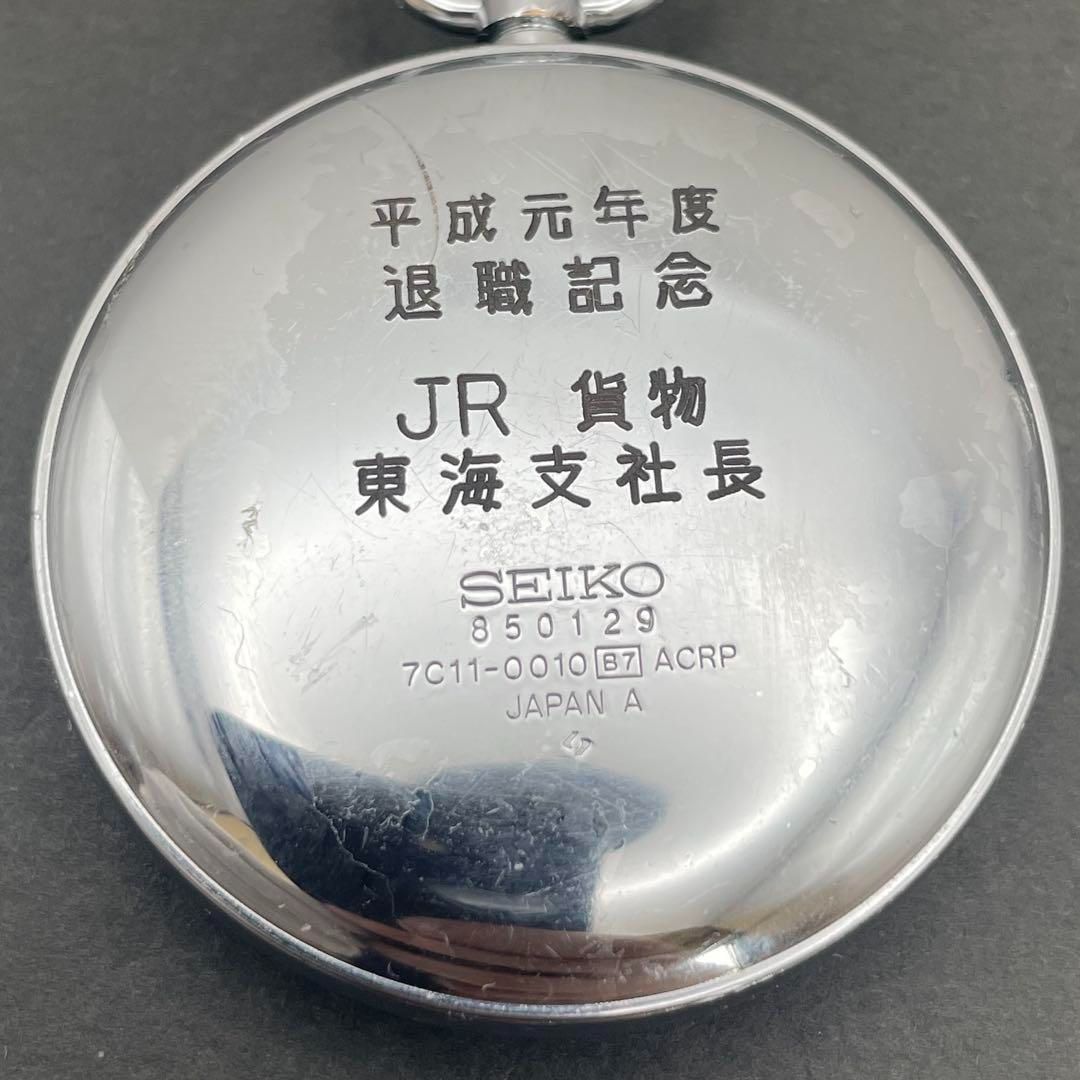 平成元年度
退職記念
JR 貨物
東海支社長
SEIKO
850129
7C11-0010 B7 ACRP
JAPAN A